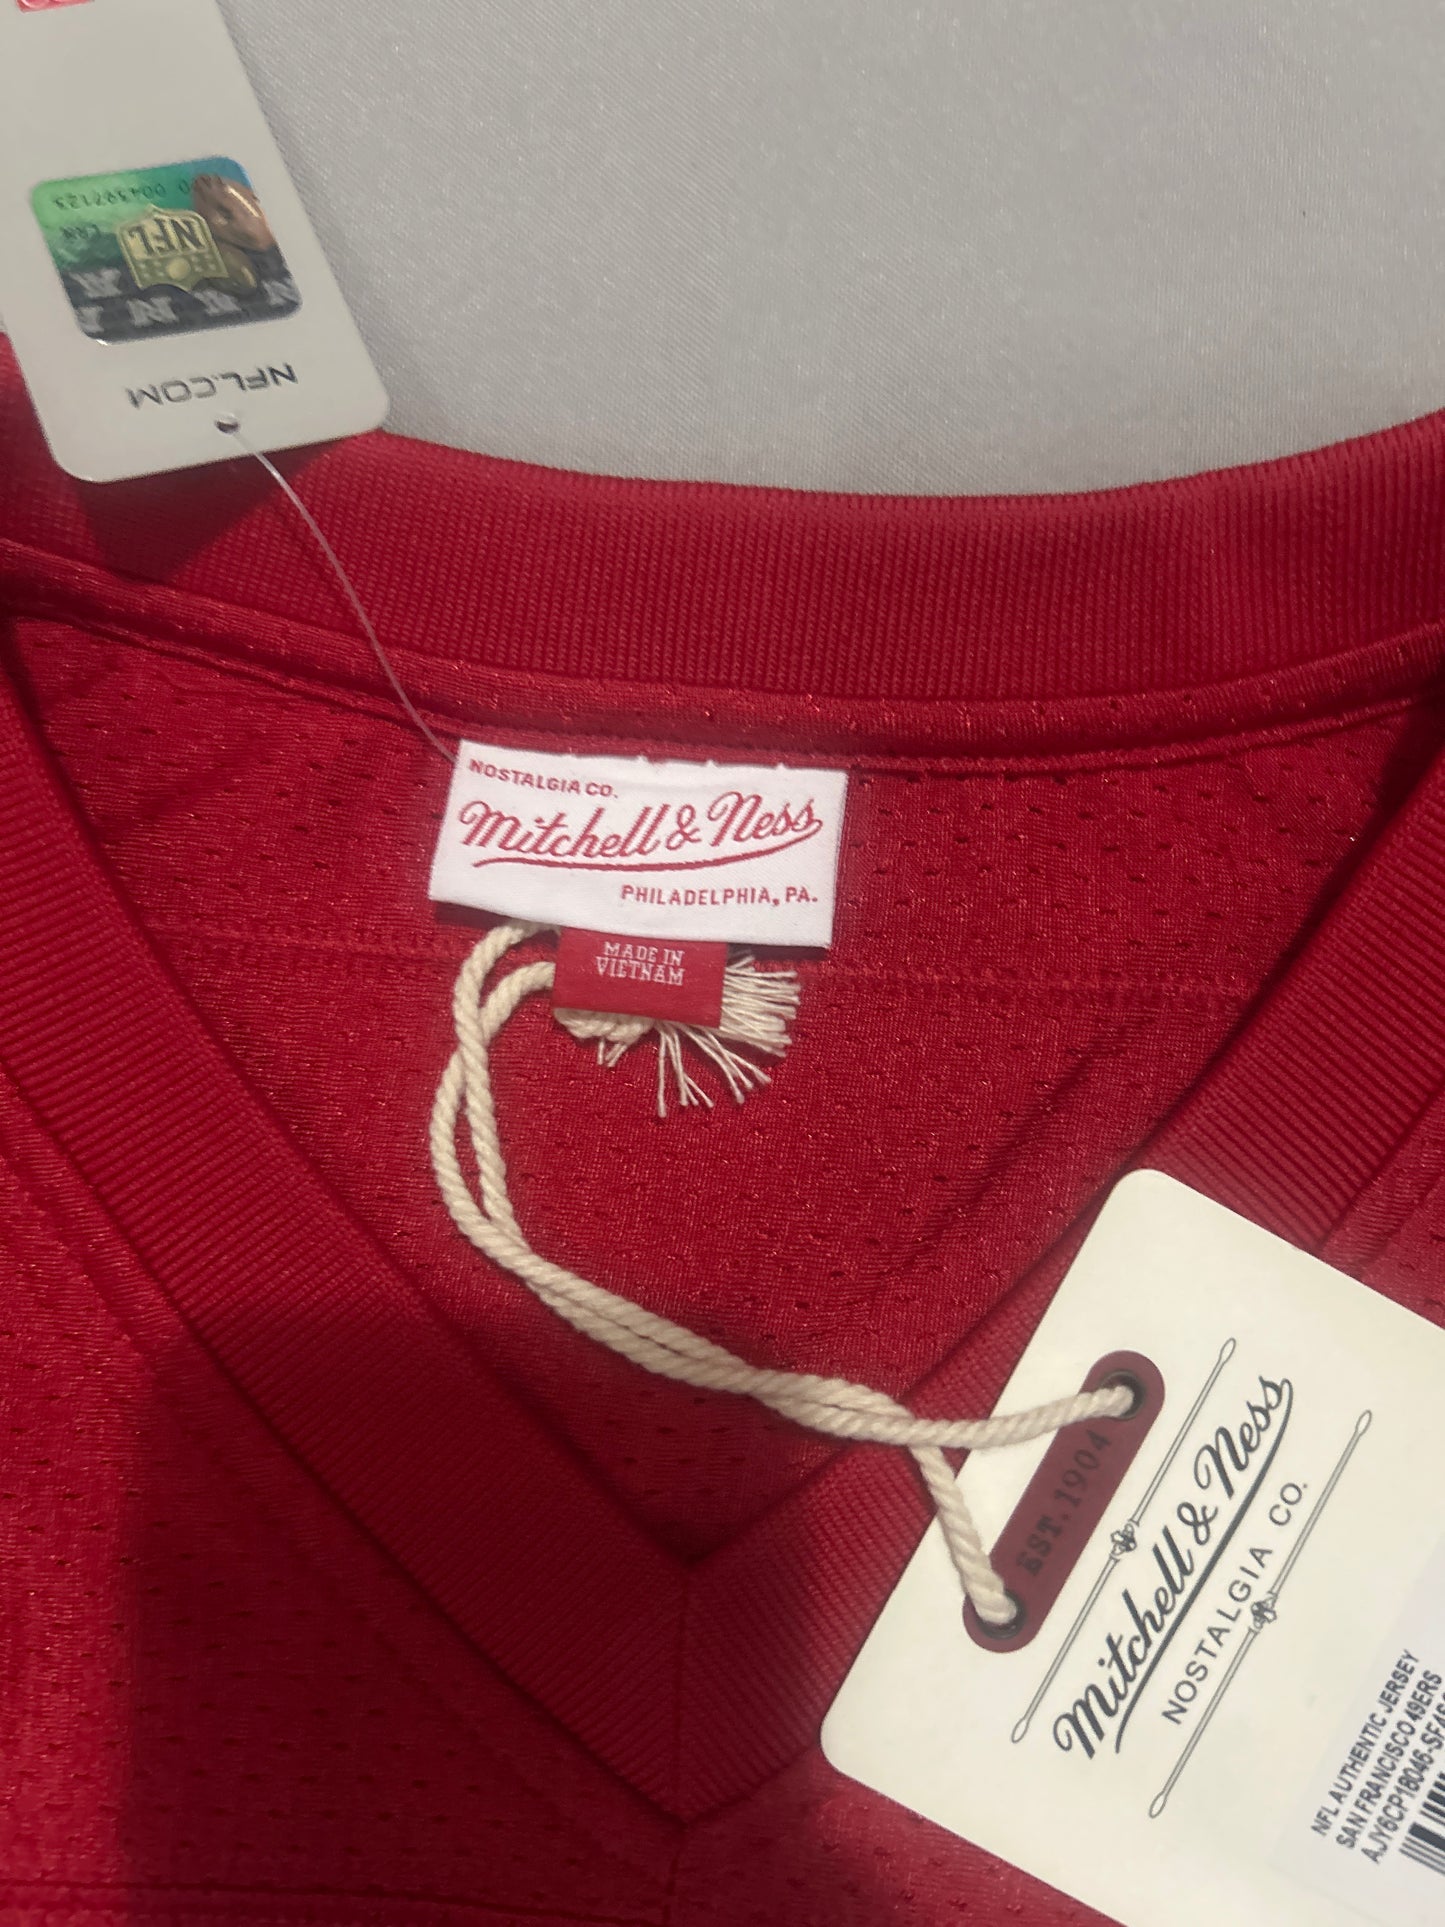 004597123
NFL
NFL.COM
NOSTALGIA CO.
Mitchell & Ness
PHILADELPHIA, PA.
MADE IN
VIETNAM
EST. 1904
Mitchell & Ness
NOSTALGIA CO.
NFL AUTHENTIC JERSEY
SAN FRANCISCO 49ERS